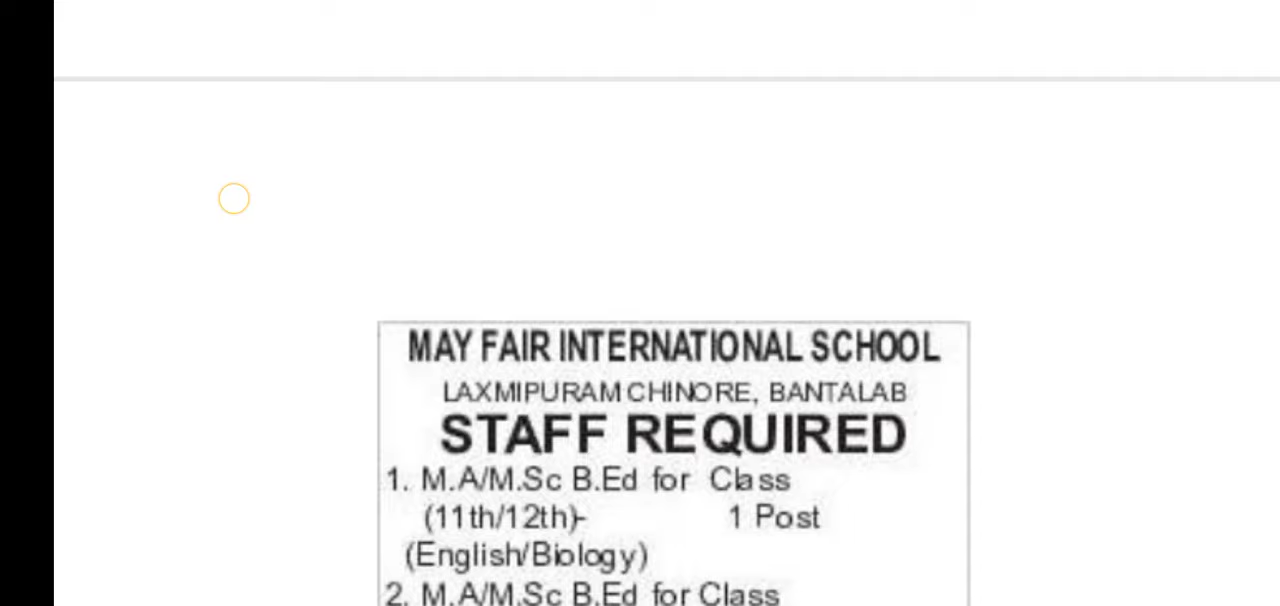 MAY FAIR INTERNATIONAL SCHOOL
LAXMIPURAM CHINORE, BANTALAB
STAFF REQUIRED
1. M.A/M.Sc B.Ed for Class
(11th/12th)- 1 Post
(English/Biology)
2. M.A/M.Sc B.Ed for Class